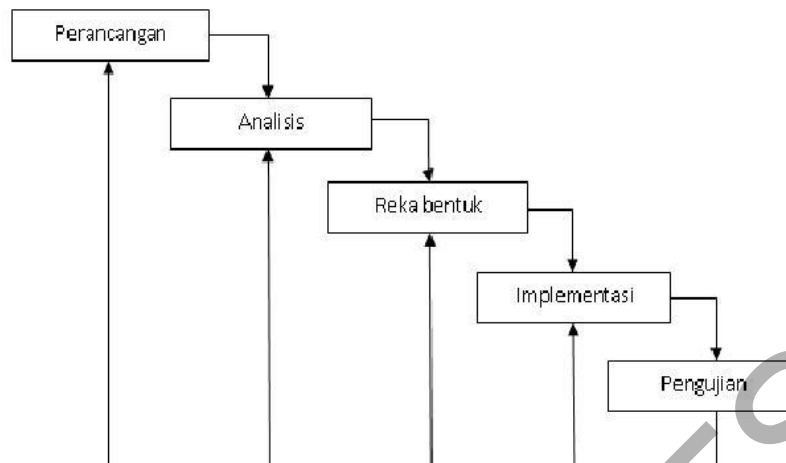 Perancangan
Analisis
Reka bentuk
Implementasi
Pengujian